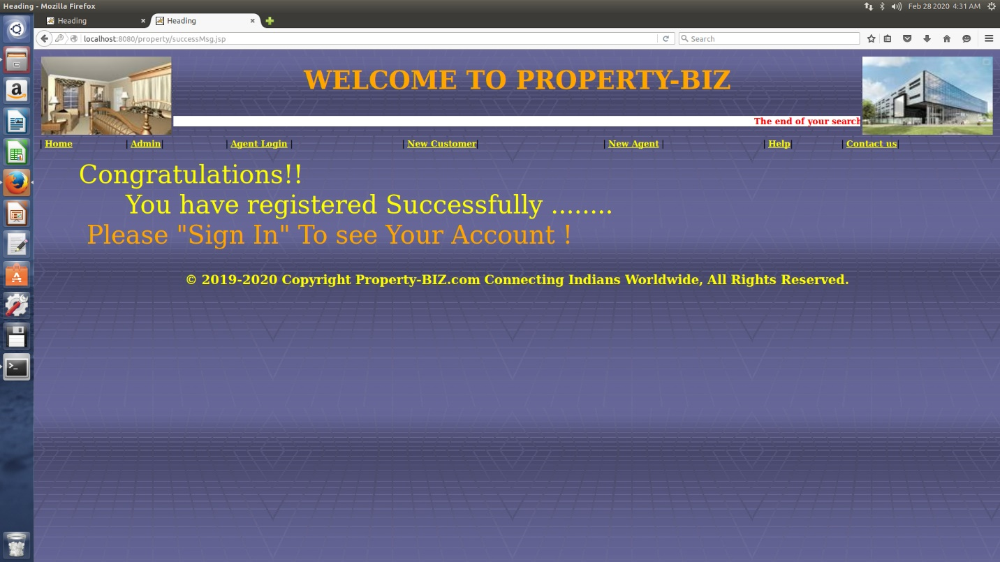 Heading - Mozilla Firefox
Feb 28 2020 4:31 AM
Heading
Heading
localhost:8080/property/successMsg.jsp
Search
WELCOME TO PROPERTY-BIZ
The end of your search
| Home | Admin| | Agent Login | | New Customer| | New Agent | | Help| | Contact us|
Congratulations!!
You have registered Successfully ........
Please "Sign In" To see Your Account !
© 2019-2020 Copyright Property-BIZ.com Connecting Indians Worldwide, All Rights Reserved.